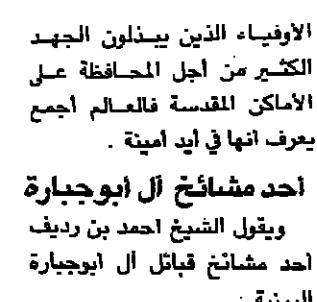 الأوفياء الذين يبذلون الجهد
الكثير من أجل المحافظة على
الأماكن المقدسة فالعالم أجمع
يعرف أنها في أيد أمينة .
أحد مشائخ آل أبوجبارة
ويقول الشيخ احمد بن رديف
أحد مشائخ قبائل آل أبوجبارة